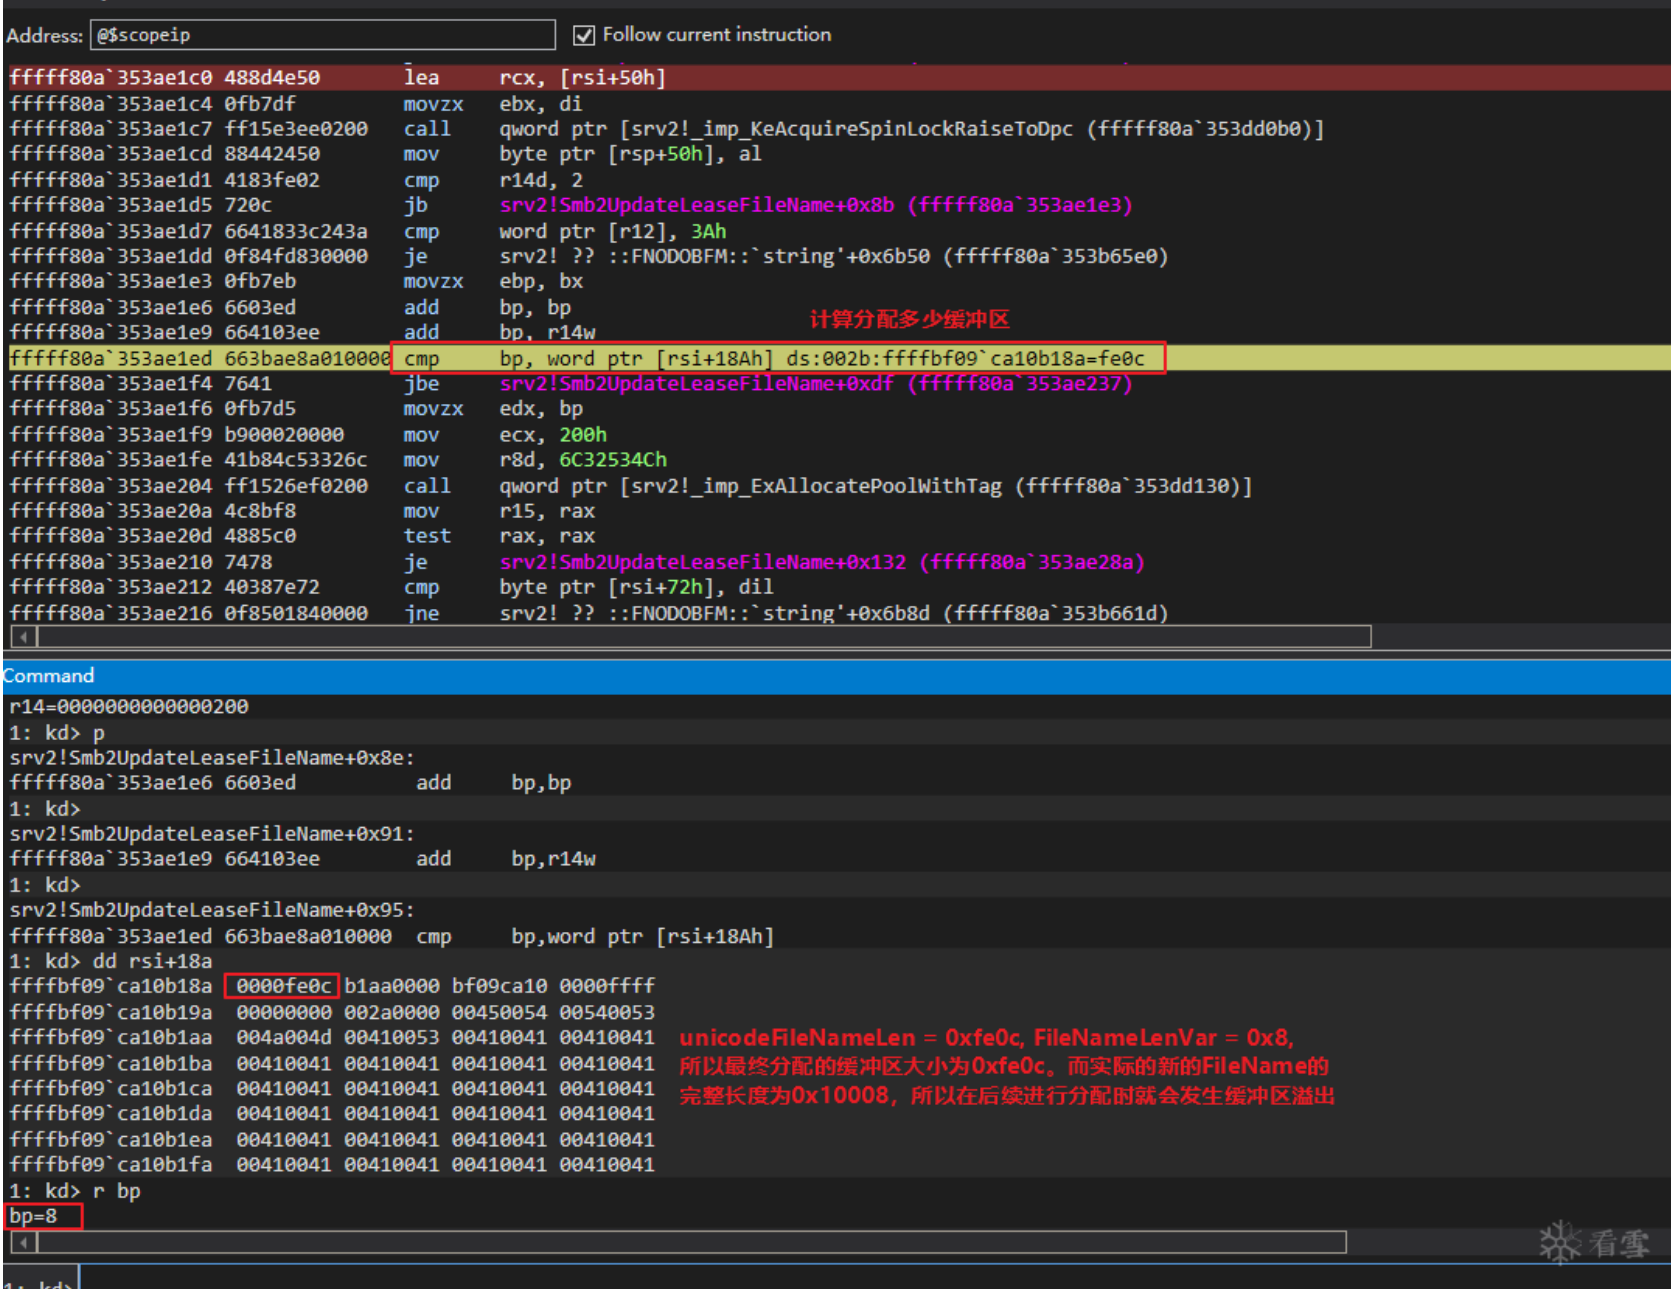 Address: @$scopeip Follow current instruction
fffff80a`353ae1c0 488d4e50 lea rcx, [rsi+50h]
fffff80a`353ae1c4 0fb7df movzx ebx, di
fffff80a`353ae1c7 ff15e3ee0200 call qword ptr [srv2!_imp_KeAcquireSpinLockRaiseToDpc (fffff80a`353dd0b0)]
fffff80a`353ae1cd 88442450 mov byte ptr [rsp+50h], al
fffff80a`353ae1d1 4183fe02 cmp r14d, 2
fffff80a`353ae1d5 720c jb srv2!Smb2UpdateLeaseFileName+0x8b (fffff80a`353ae1e3)
fffff80a`353ae1d7 6641833c243a cmp word ptr [r12], 3Ah
fffff80a`353ae1dd 0f84fd830000 je srv2! ?? ::FNODOBFM::`string'+0x6b50 (fffff80a`353b65e0)
fffff80a`353ae1e3 0fb7eb movzx ebp, bx
fffff80a`353ae1e6 6603ed add bp, bp
计算分配多少缓冲区
fffff80a`353ae1e9 664103ee add bp, r14w
fffff80a`353ae1ed 663bae8a010000 cmp bp, word ptr [rsi+18Ah] ds:002b:ffffbf09`ca10b18a=fe0c
fffff80a`353ae1f4 7641 jbe srv2!Smb2UpdateLeaseFileName+0xdf (fffff80a`353ae237)
fffff80a`353ae1f6 0fb7d5 movzx edx, bp
fffff80a`353ae1f9 b900020000 mov ecx, 200h
fffff80a`353ae1fe 41b84c53326c mov r8d, 6C32534Ch
fffff80a`353ae204 ff1526ef0200 call qword ptr [srv2!_imp_ExAllocatePoolWithTag (fffff80a`353dd130)]
fffff80a`353ae20a 4c8bf8 mov r15, rax
fffff80a`353ae20d 4885c0 test rax, rax
fffff80a`353ae210 7478 je srv2!Smb2UpdateLeaseFileName+0x132 (fffff80a`353ae28a)
fffff80a`353ae212 40387e72 cmp byte ptr [rsi+72h], dil
fffff80a`353ae216 0f8501840000 jne srv2! ?? ::FNODOBFM::`string'+0x6b8d (fffff80a`353b661d)
Command
r14=0000000000000200
1: kd> p
srv2!Smb2UpdateLeaseFileName+0x8e:
fffff80a`353ae1e6 6603ed add bp,bp
1: kd>
srv2!Smb2UpdateLeaseFileName+0x91:
fffff80a`353ae1e9 664103ee add bp,r14w
1: kd>
srv2!Smb2UpdateLeaseFileName+0x95:
fffff80a`353ae1ed 663bae8a010000 cmp bp,word ptr [rsi+18Ah]
1: kd> dd rsi+18a
ffffbf09`ca10b18a 0000fe0c b1aa0000 bf09ca10 0000ffff
ffffbf09`ca10b19a 00000000 002a0000 00450054 00540053
ffffbf09`ca10b1aa 004a004d 00410053 00410041 00410041
unicodeFileNameLen = 0xfe0c, FileNameLenVar = 0x8,
ffffbf09`ca10b1ba 00410041 00410041 00410041 00410041
所以最终分配的缓冲区大小为0xfe0c。而实际的新的FileName的
ffffbf09`ca10b1ca 00410041 00410041 00410041 00410041
完整长度为0x10008，所以在后续进行分配时就会发生缓冲区溢出
ffffbf09`ca10b1da 00410041 00410041 00410041 00410041
ffffbf09`ca10b1ea 00410041 00410041 00410041 00410041
ffffbf09`ca10b1fa 00410041 00410041 00410041 00410041
1: kd> r bp
bp=8
看雪
1: kd>